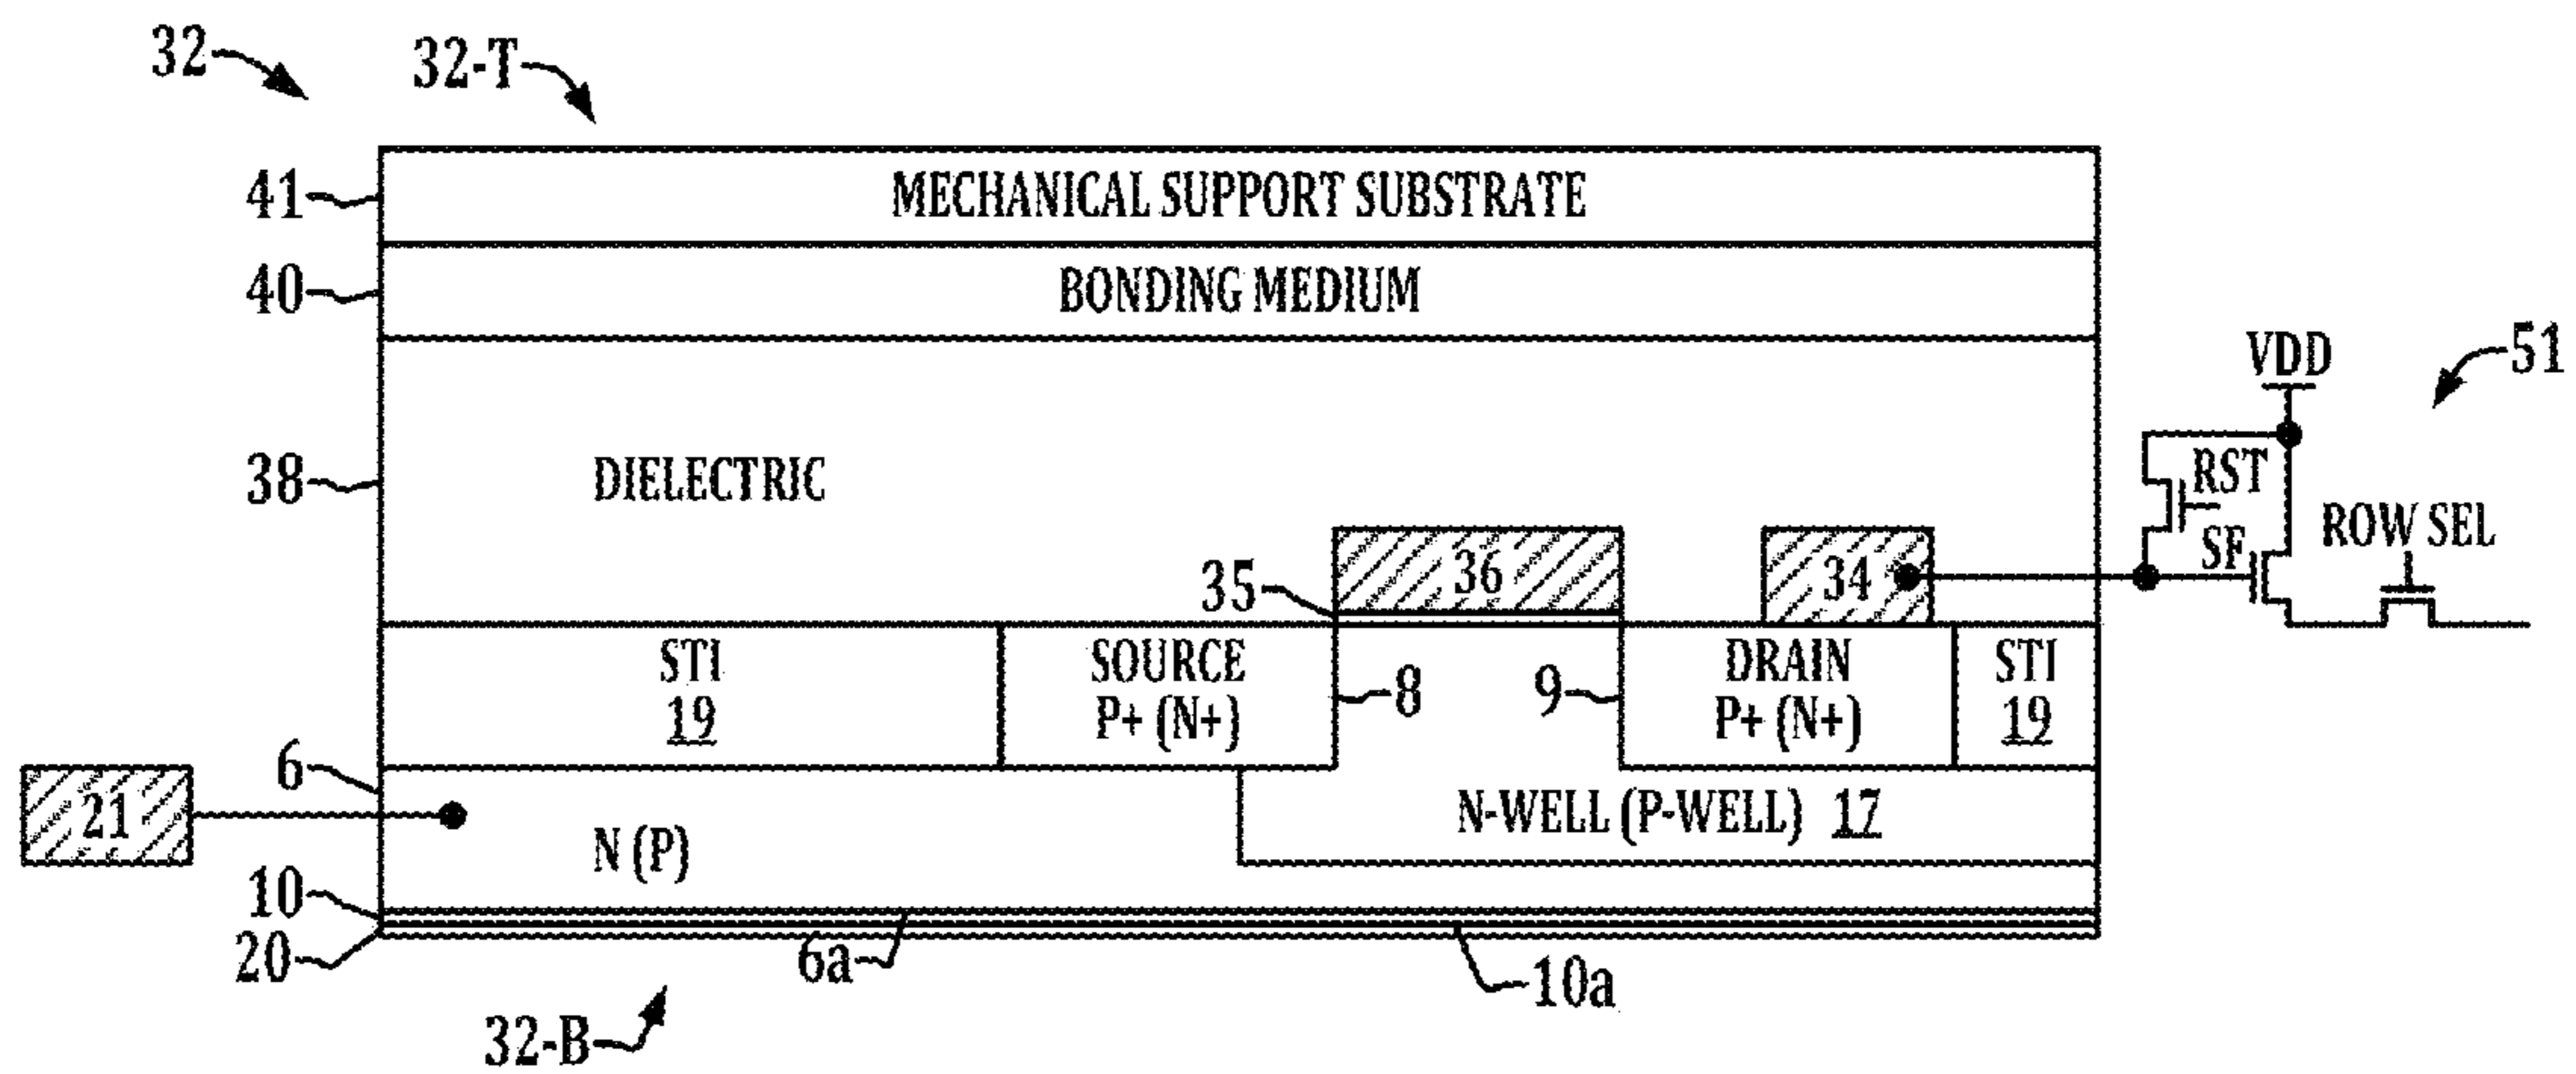 32
32-T
41
MECHANICAL SUPPORT SUBSTRATE
40
BONDING MEDIUM
VDD
51
38
DIELECTRIC
RST
SF
ROW SEL
35
36
34
STI
19
SOURCE
P+ (N+)
8
9
DRAIN
P+ (N+)
STI
19
6
21
N (P)
N-WELL (P-WELL) 17
10
20
6a
10a
32-B